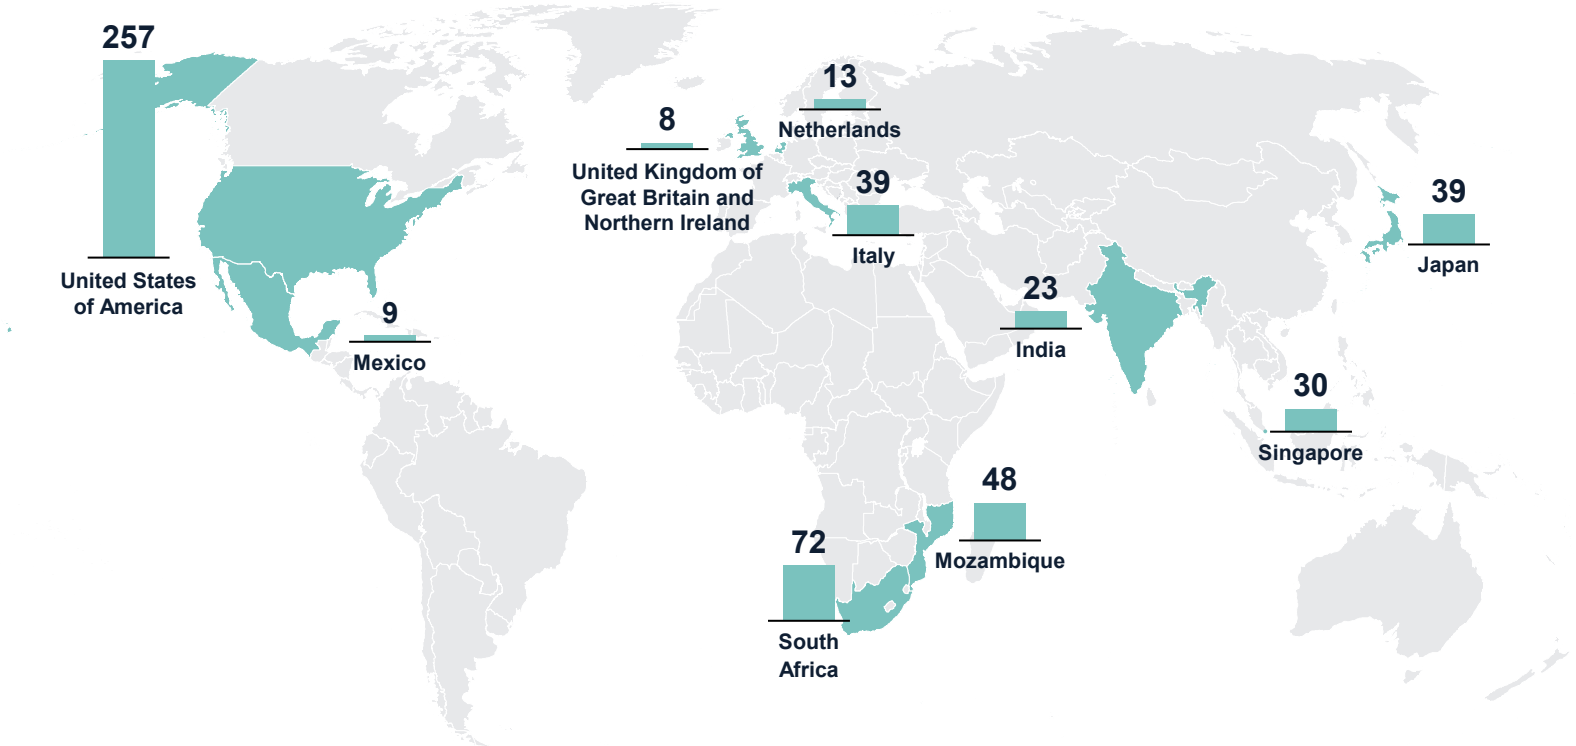 257
United States
of America
9
Mexico
8
United Kingdom of
Great Britain and
Northern Ireland
13
Netherlands
39
Italy
23
India
39
Japan
30
Singapore
48
Mozambique
72
South
Africa